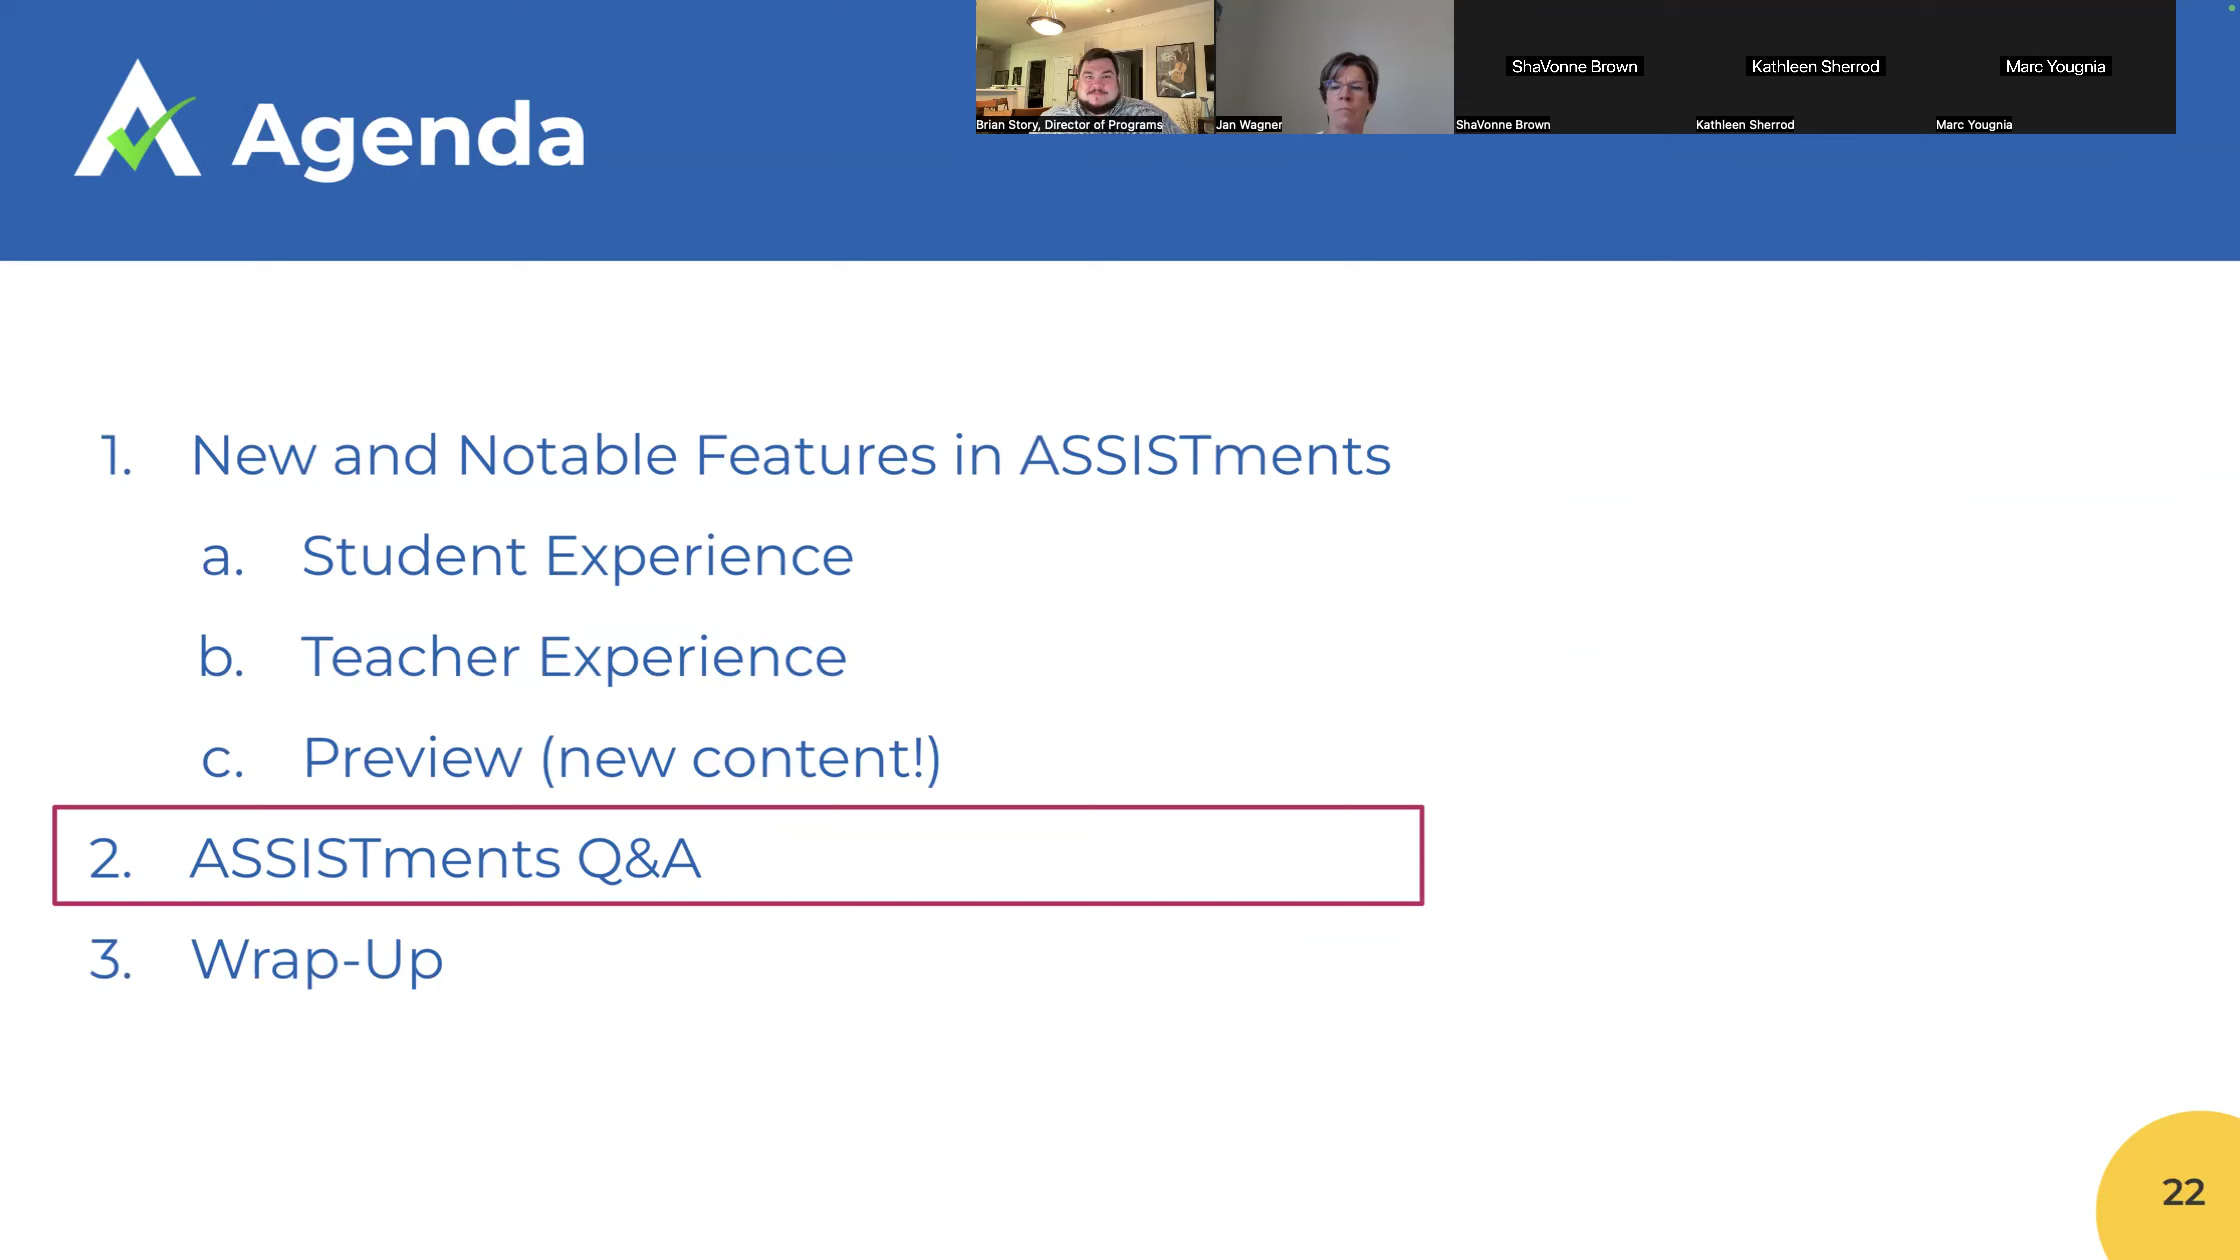 Agenda
Brian Story, Director of Programs
Jan Wagner
ShaVonne Brown
ShaVonne Brown
Kathleen Sherrod
Kathleen Sherrod
Marc Yougnia
Marc Yougnia
1. New and Notable Features in ASSISTments
a. Student Experience
b. Teacher Experience
c. Preview (new content!)
2. ASSISTments Q&A
3. Wrap-Up
22